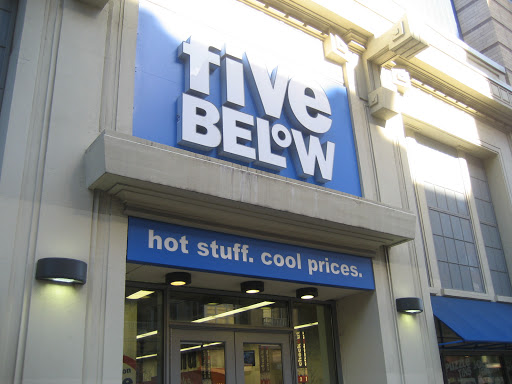 five
BELoW
hot stuff. cool prices.